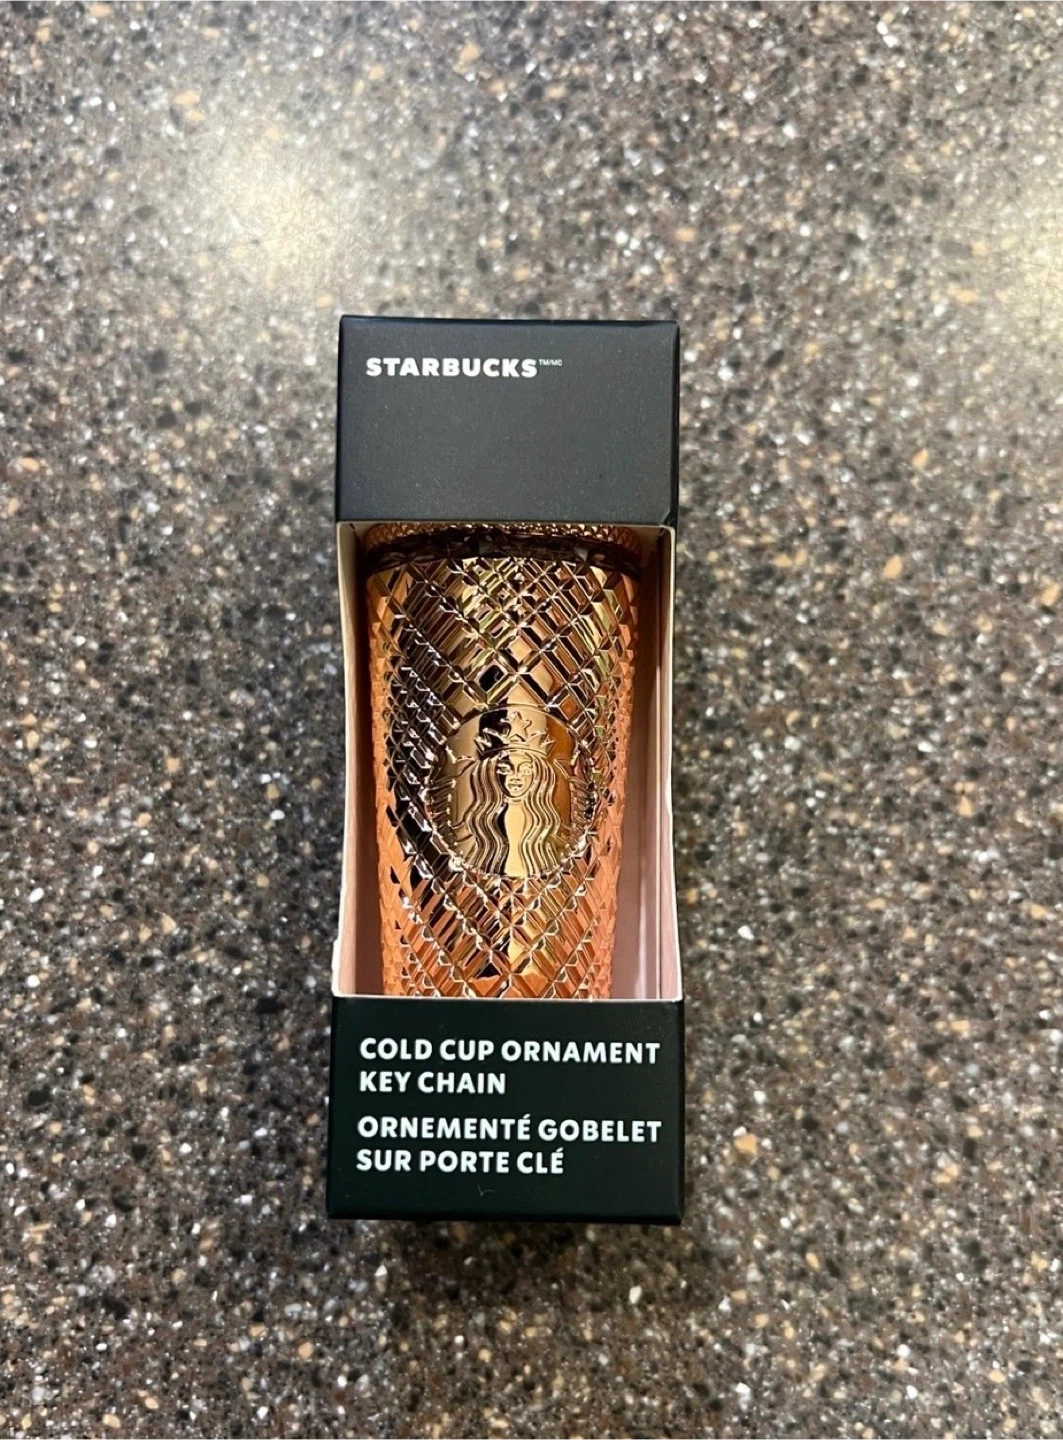 STARBUCKS™/MC
COLD CUP ORNAMENT
KEY CHAIN
ORNEMENTÉ GOBELET
SUR PORTE CLÉ